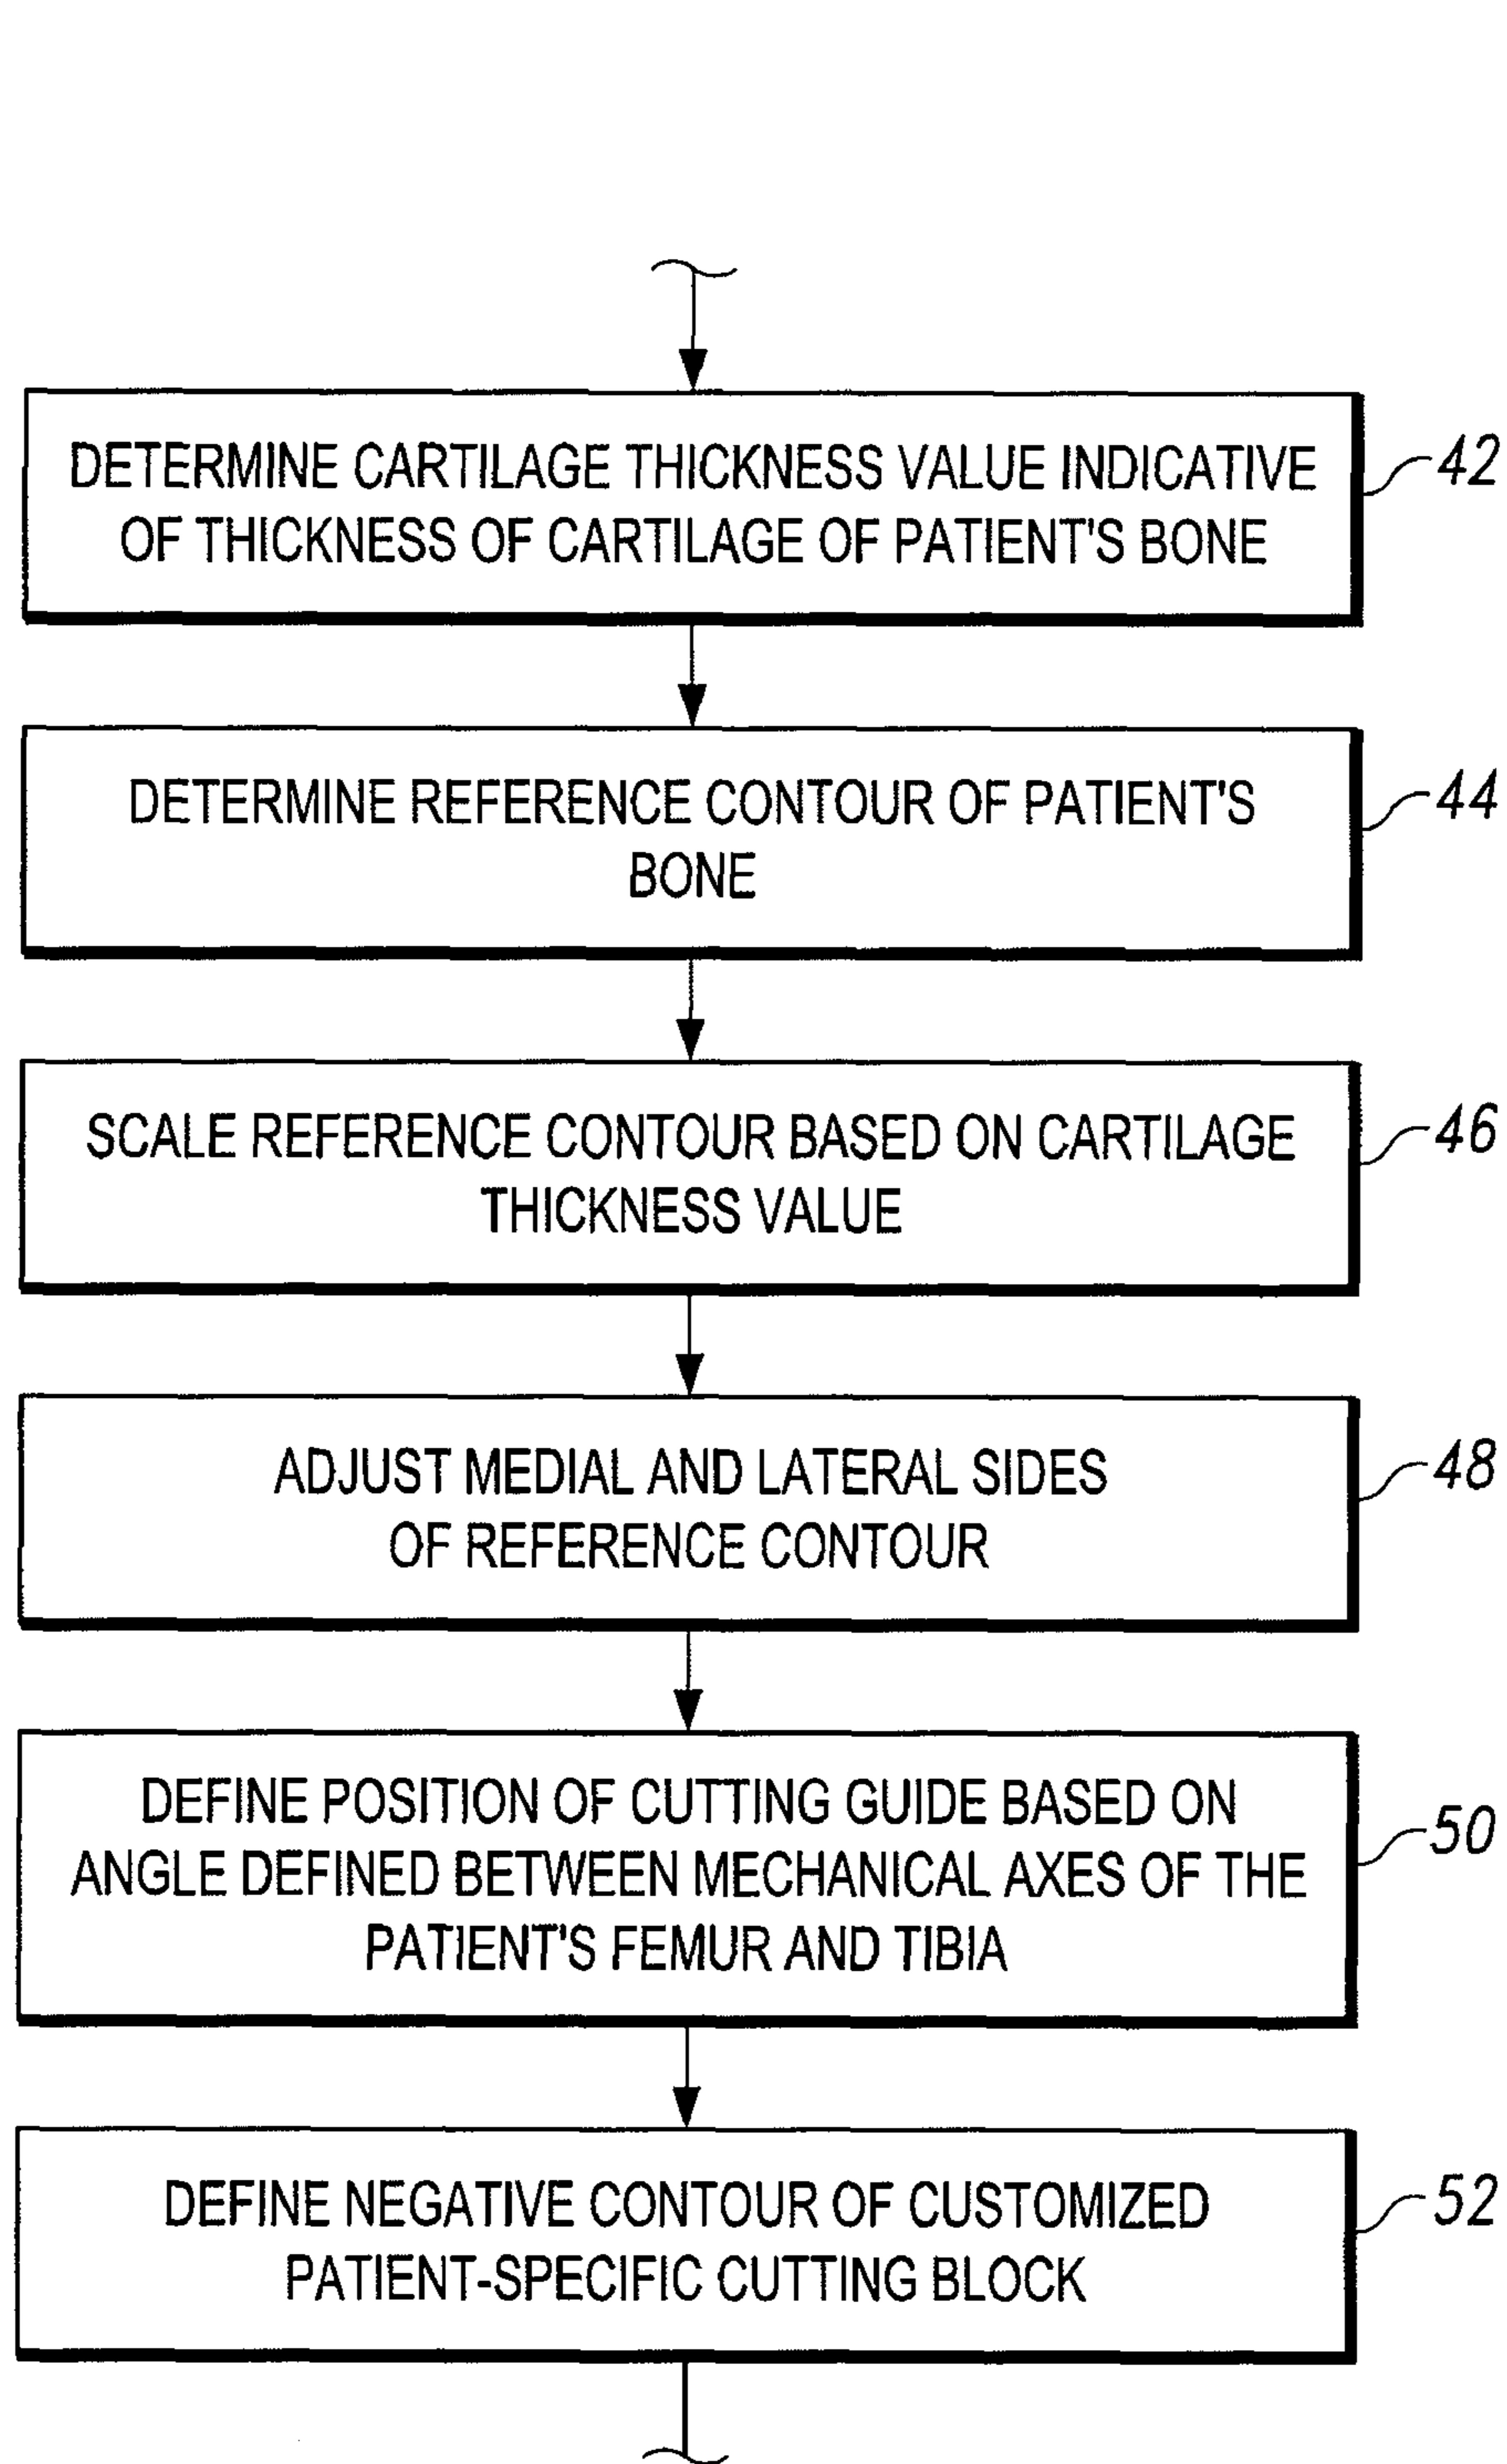 DETERMINE CARTILAGE THICKNESS VALUE INDICATIVE
OF THICKNESS OF CARTILAGE OF PATIENT'S BONE
42
DETERMINE REFERENCE CONTOUR OF PATIENT'S
BONE
44
SCALE REFERENCE CONTOUR BASED ON CARTILAGE
THICKNESS VALUE
46
ADJUST MEDIAL AND LATERAL SIDES
OF REFERENCE CONTOUR
48
DEFINE POSITION OF CUTTING GUIDE BASED ON
ANGLE DEFINED BETWEEN MECHANICAL AXES OF THE
PATIENT'S FEMUR AND TIBIA
50
DEFINE NEGATIVE CONTOUR OF CUSTOMIZED
PATIENT-SPECIFIC CUTTING BLOCK
52